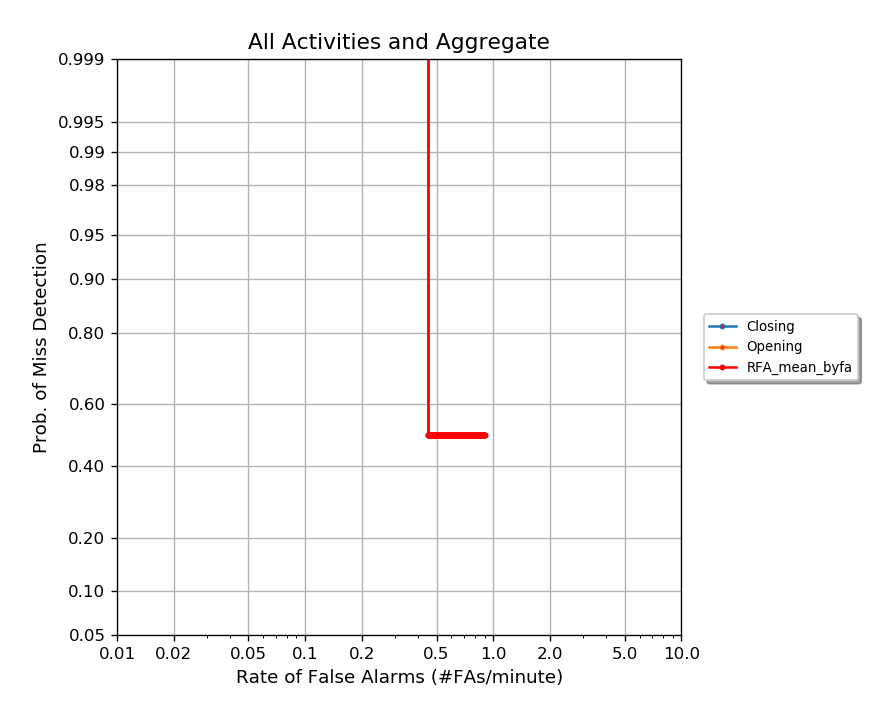 All Activities and Aggregate
0.999
0.995
0.99
0.98
0.95
0.90
0.80
0.60
0.40
0.20
0.10
0.05
Prob. of Miss Detection
0.01 0.02 0.05 0.1 0.2 0.5 1.0 2.0 5.0 10.0
Rate of False Alarms (#FAs/minute)
Closing
Opening
RFA_mean_byfa